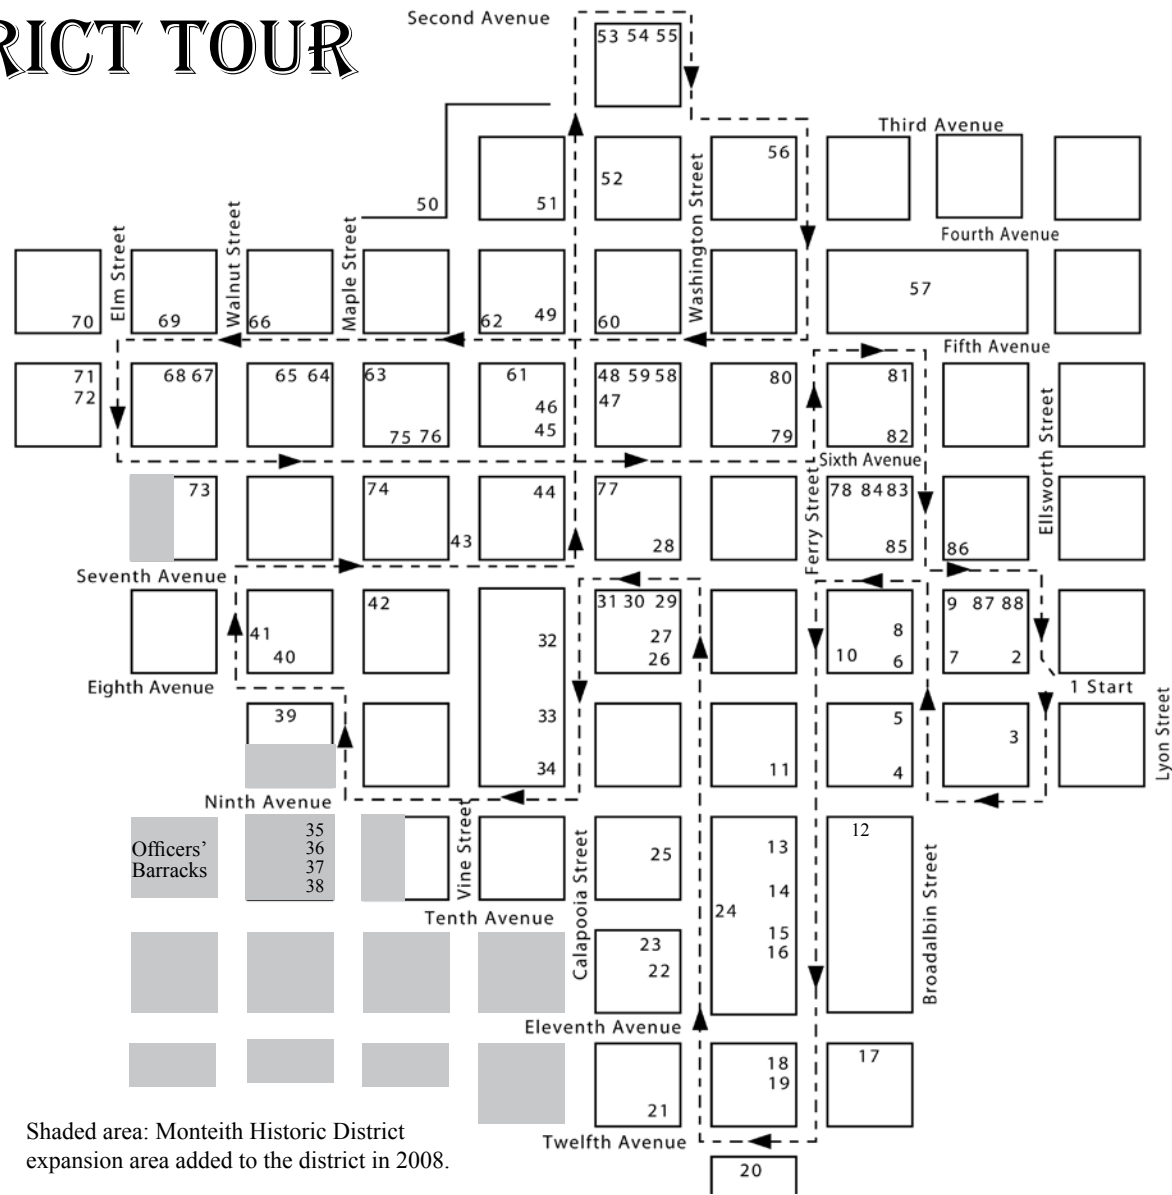 RICT TOUR
Second Avenue
53 54 55
Third Avenue
56
52
50
51
Washington Street
Fourth Avenue
Elm Street
Walnut Street
Maple Street
57
70
69
66
62
49
60
Fifth Avenue
71
72
68 67
65 64
63
61
48 59 58
47
80
81
46
45
75 76
79
82
Ellsworth Street
Sixth Avenue
73
74
44
77
78 84 83
43
28
Ferry Street
85
86
Seventh Avenue
42
31 30 29
9 87 88
41
40
32
27
26
8
10
6
7
2
Eighth Avenue
1 Start
39
33
5
3
34
11
4
Lyon Street
Ninth Avenue
Officers'
Barracks
35
36
37
38
Vine Street
25
13
12
14
24
Tenth Avenue
Calapooia Street
15
16
23
22
Broadalbin Street
Eleventh Avenue
18
19
17
21
Twelfth Avenue
20
Shaded area: Monteith Historic District
expansion area added to the district in 2008.